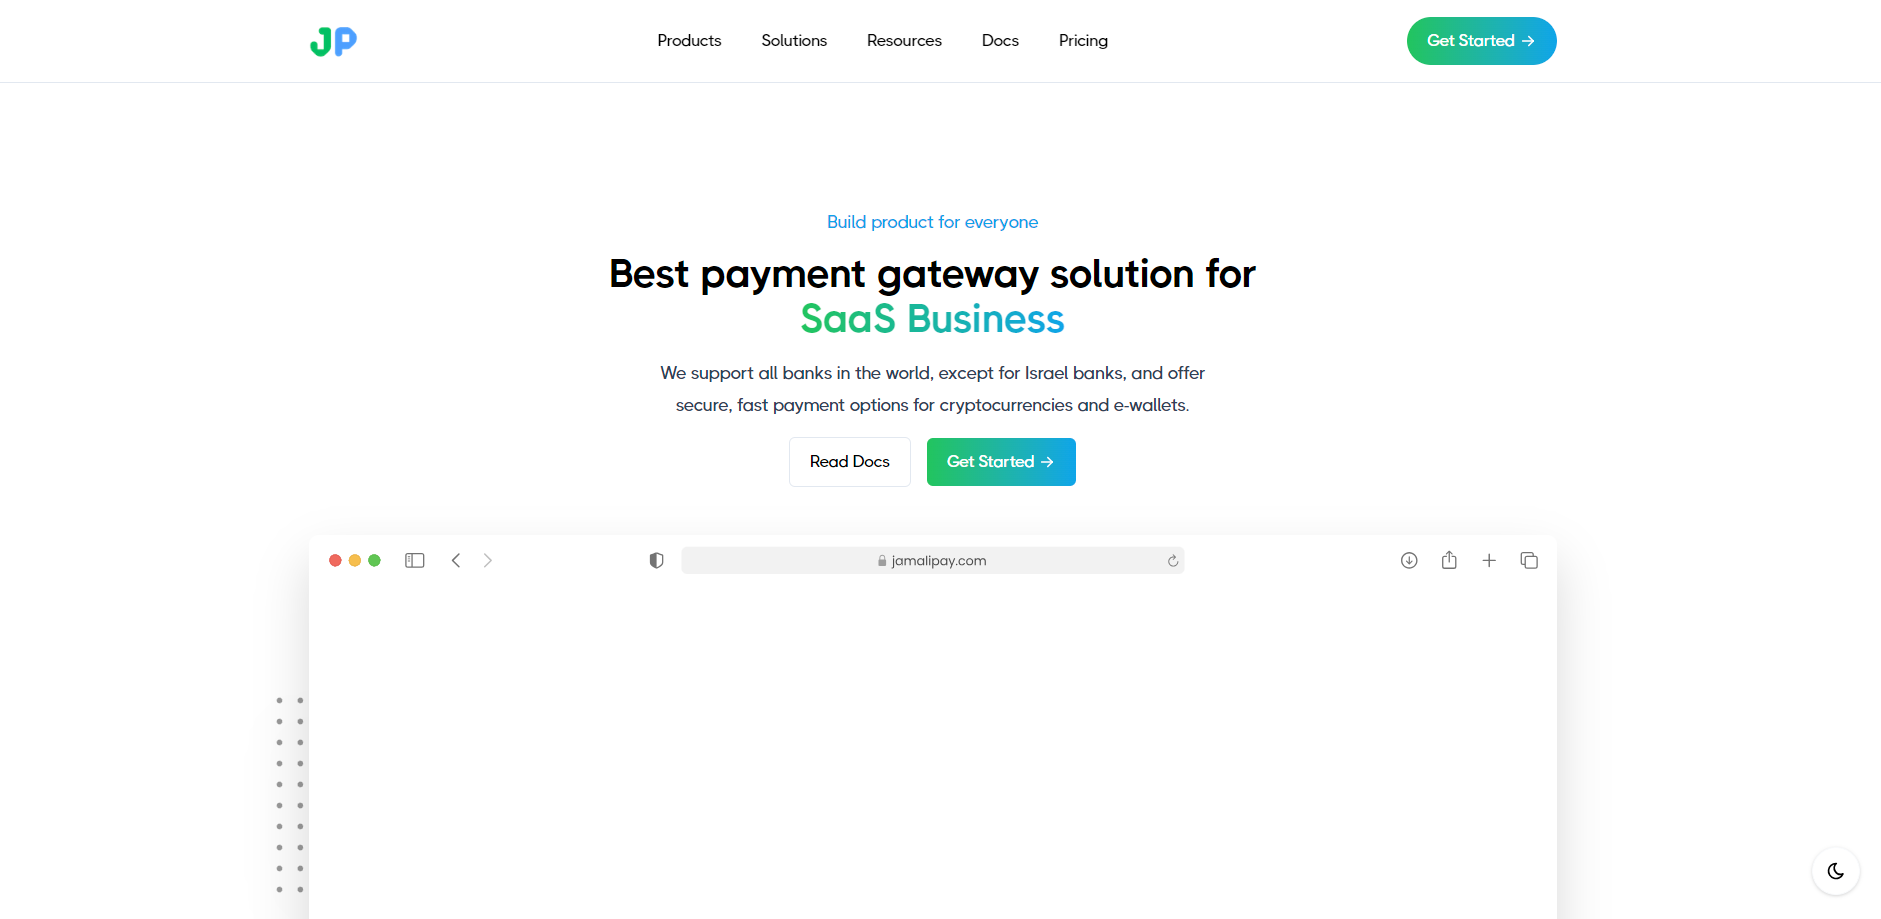 JP
Products
Solutions
Resources
Docs
Pricing
Get Started →
Build product for everyone
Best payment gateway solution for
SaaS Business
We support all banks in the world, except for Israel banks, and offer
secure, fast payment options for cryptocurrencies and e-wallets.
Read Docs
Get Started →
jamalipay.com